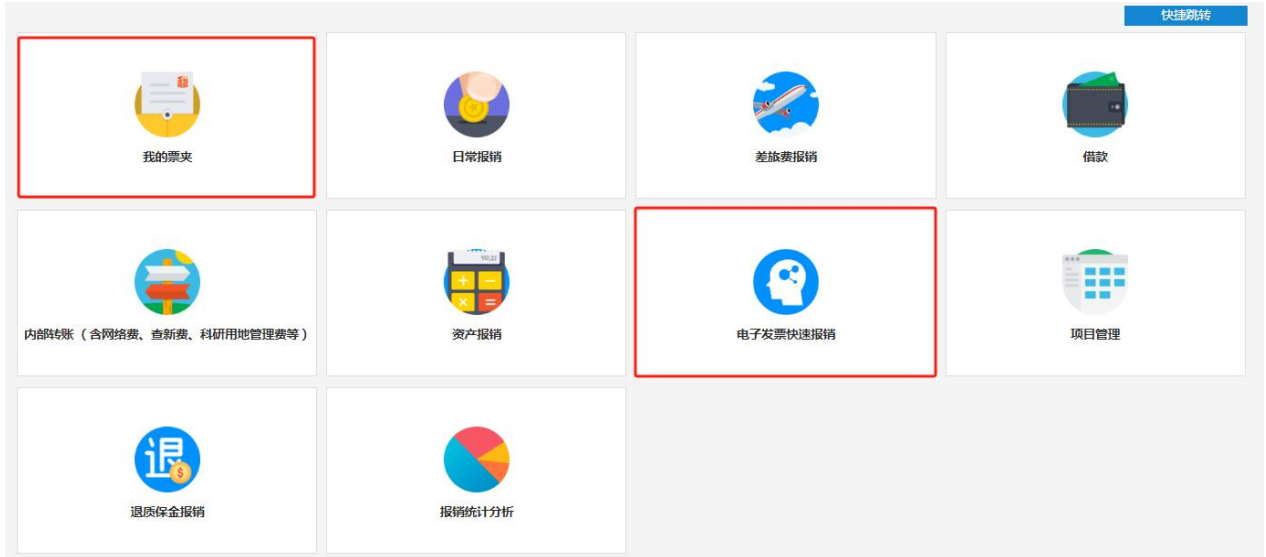 快捷跳转
我的票夹
日常报销
差旅费报销
借款
内部转账（含网络费、查新费、科研用地管理费等）
资产报销
电子发票快速报销
项目管理
退
退质保金报销
报销统计分析